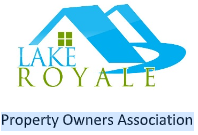 LAKE
ROYALE
Property Owners Association